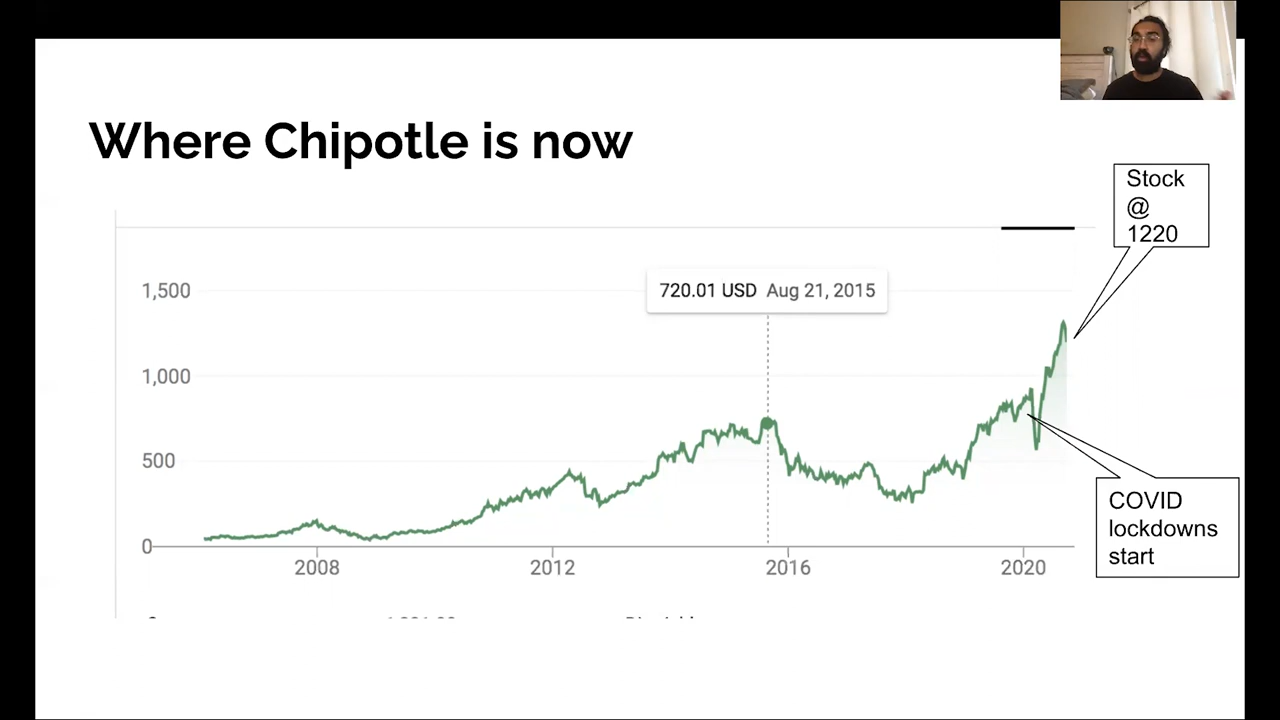 Where Chipotle is now
Stock
@
1220
720.01 USD Aug 21, 2015
1,500
1,000
500
0
2008 2012 2016 2020
COVID
lockdowns
start